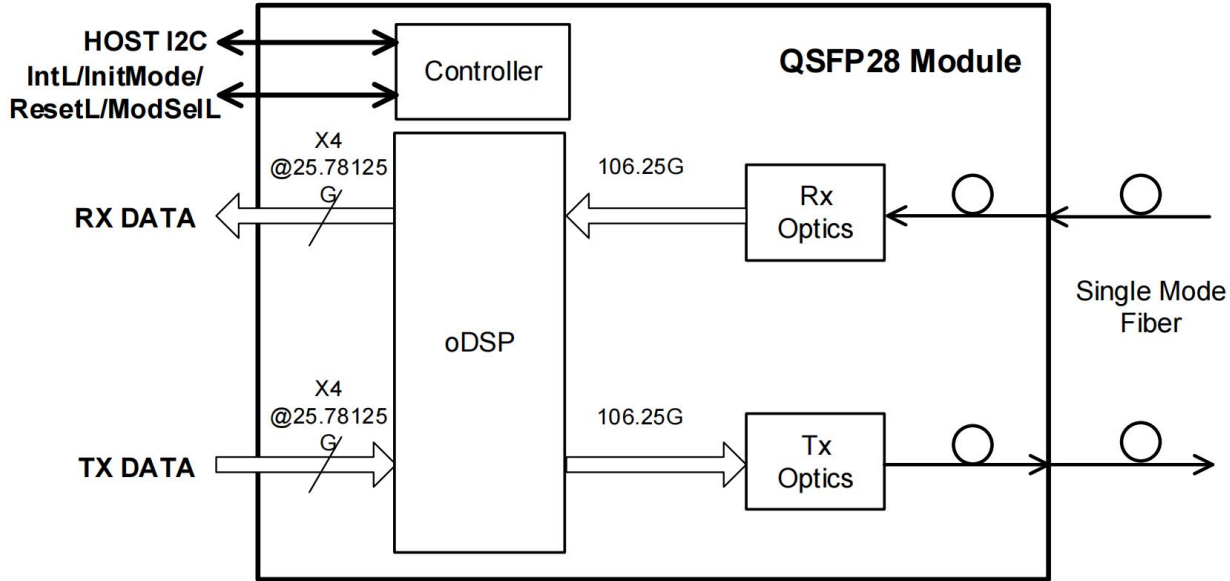 HOST I2C
IntL/InitMode/
ResetL/ModSelL
Controller
QSFP28 Module
X4
@25.78125
G
RX DATA
106.25G
Rx
Optics
Single Mode
Fiber
oDSP
X4
@25.78125
G
TX DATA
106.25G
Tx
Optics